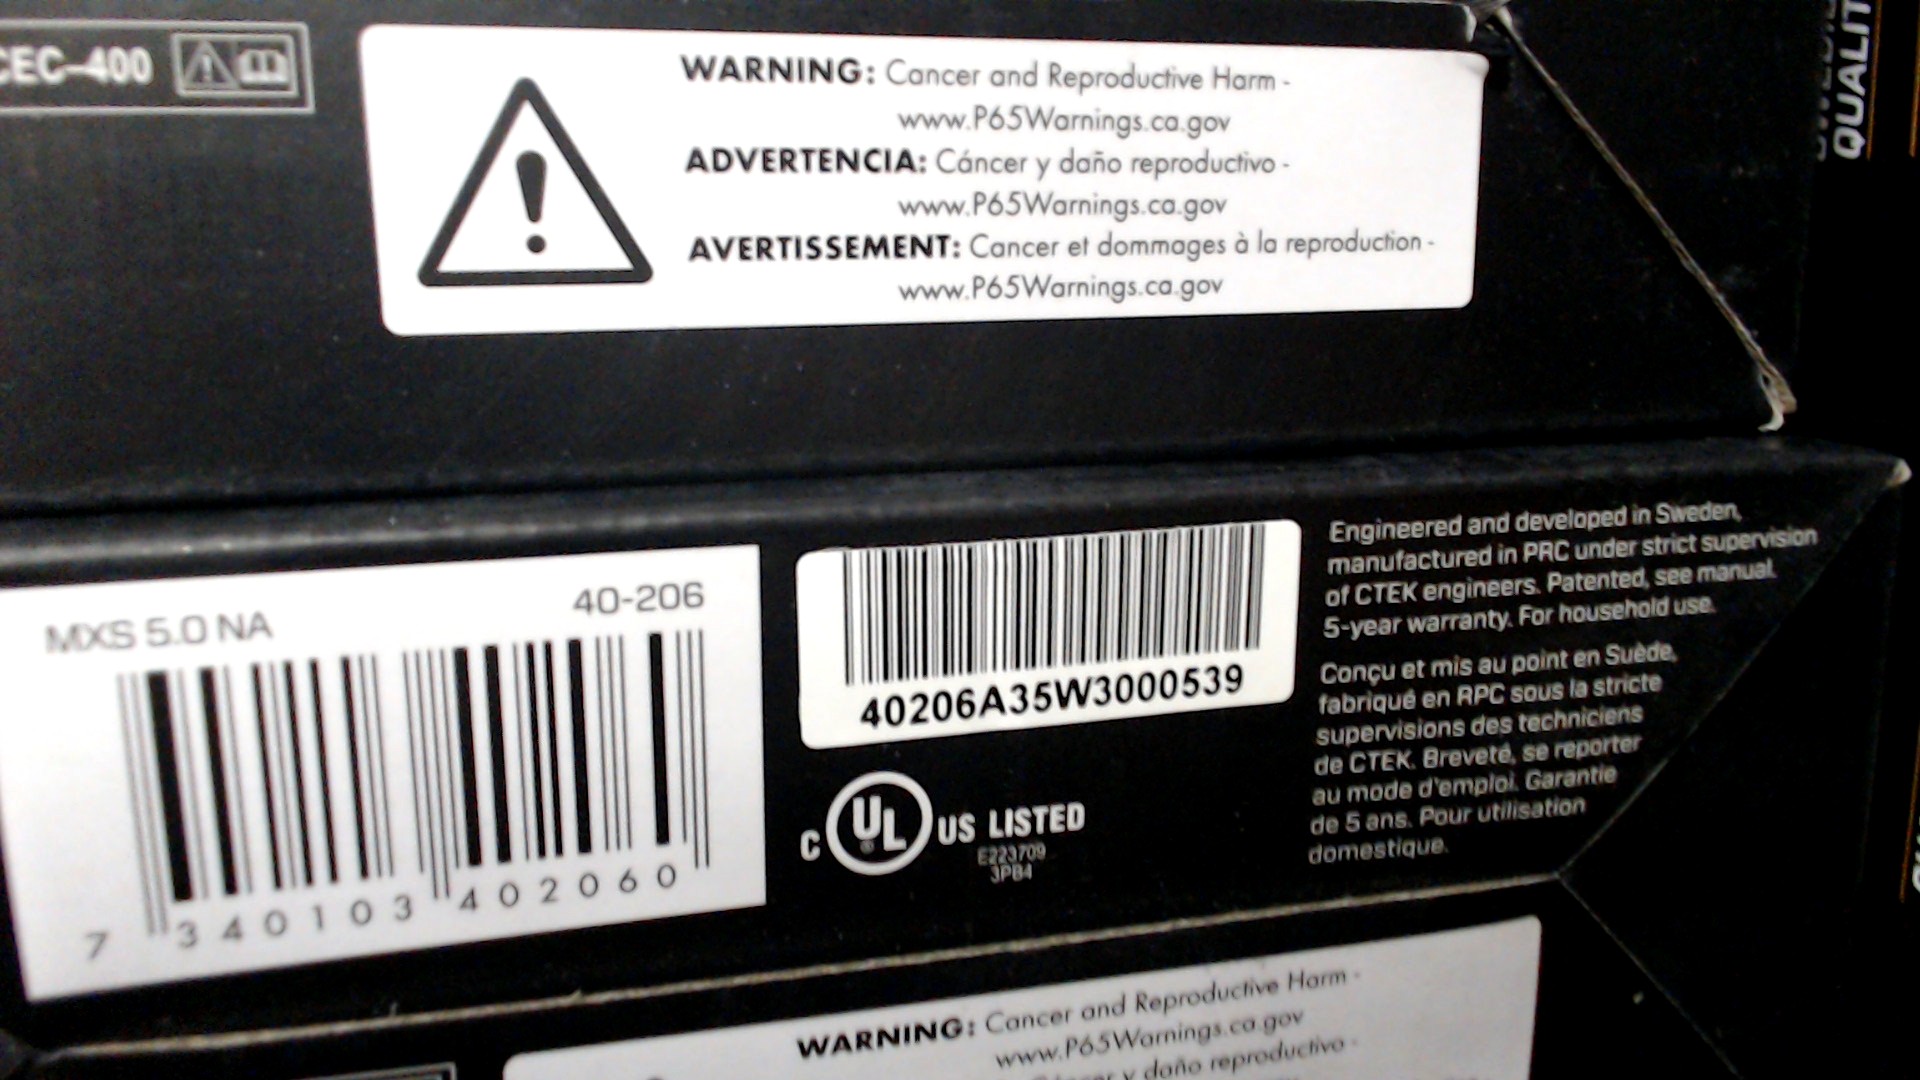 CEC-400
WARNING: Cancer and Reproductive Harm -
www.P65Warnings.ca.gov
ADVERTENCIA: Cáncer y daño reproductivo -
www.P65Warnings.ca.gov
AVERTISSEMENT: Cancer et dommages à la reproduction -
www.P65Warnings.ca.gov
QUALIT
MXS 5.0 NA 40-206
7 340103 402060
40206A35W3000539
C UL US LISTED
E223709
3PB4
Engineered and developed in Sweden,
manufactured in PRC under strict supervision
of CTEK engineers. Patented, see manual.
5-year warranty. For household use.
Conçu et mis au point en Suède,
fabriqué en RPC sous la stricte
supervisions des techniciens
de CTEK. Breveté, se reporter
au mode d'emploi. Garantie
de 5 ans. Pour utilisation
domestique.
WARNING: Cancer and Reproductive Harm -
www.P65Warnings.ca.gov
y daño reproductivo -